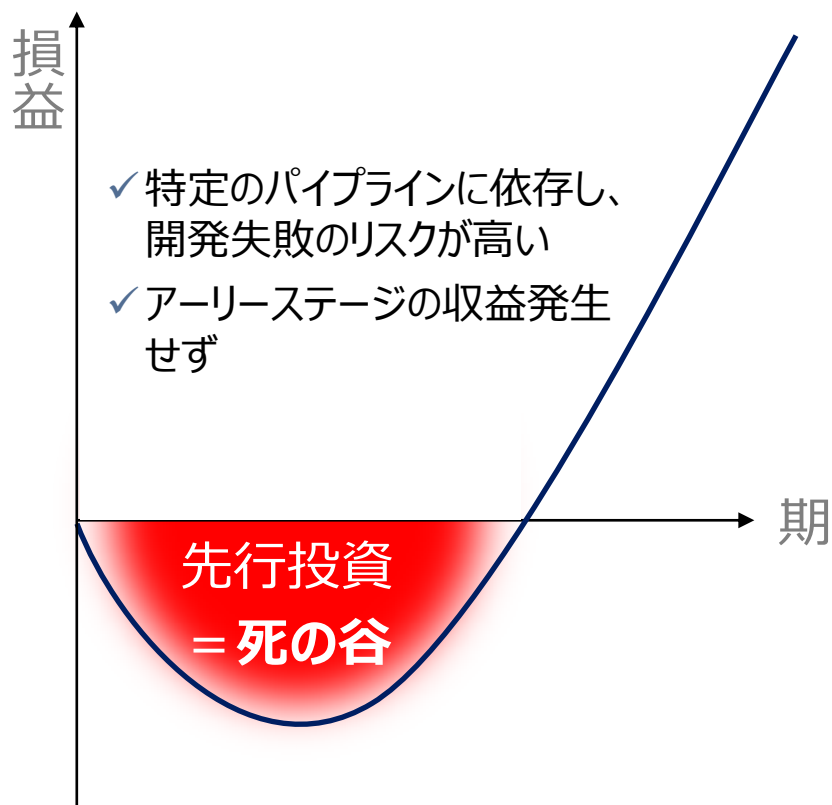 損益
✓特定のパイプラインに依存し、
開発失敗のリスクが高い
✓アーリーステージの収益発生
せず
期
先行投資
＝死の谷